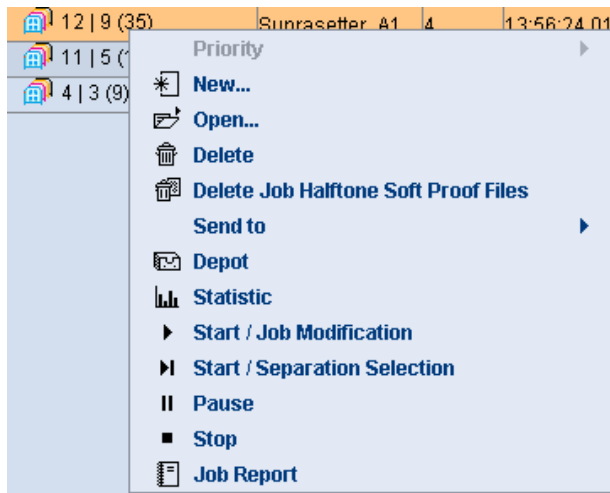 12 | 9 (35) Suprasetter A1 4 13:56:24 01
11 | 5 (
4 | 3 (9)
Priority
New...
Open...
Delete
Delete Job Halftone Soft Proof Files
Send to
Depot
Statistic
Start / Job Modification
Start / Separation Selection
Pause
Stop
Job Report